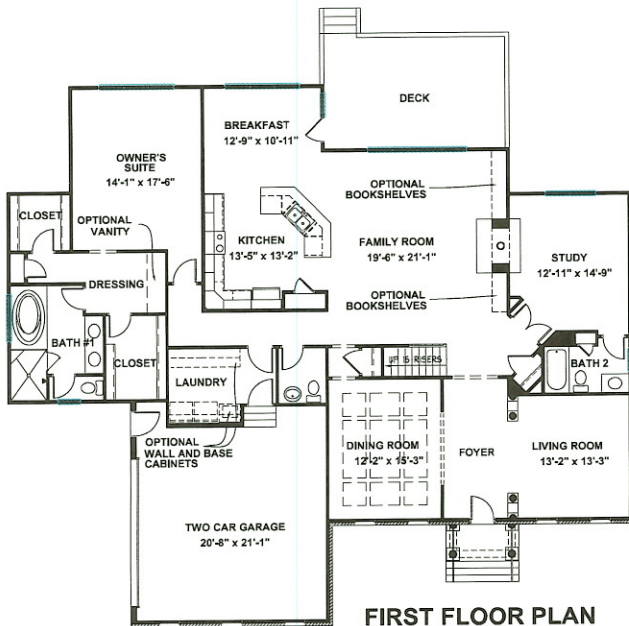 DECK
BREAKFAST
12'-9" x 10'-11"
OWNER'S
SUITE
14'-1" x 17'-6"
OPTIONAL
BOOKSHELVES
CLOSET
OPTIONAL
VANITY
KITCHEN
13'-5" x 13'-2"
FAMILY ROOM
19'-6" x 21'-1"
STUDY
12'-11" x 14'-9"
DRESSING
OPTIONAL
BOOKSHELVES
BATH #1
CLOSET
LAUNDRY
UP 15 RISERS
BATH 2
OPTIONAL
WALL AND BASE
CABINETS
DINING ROOM
12'-2" x 15'-3"
FOYER
LIVING ROOM
13'-2" x 13'-3"
TWO CAR GARAGE
20'-8" x 21'-1"
FIRST FLOOR PLAN